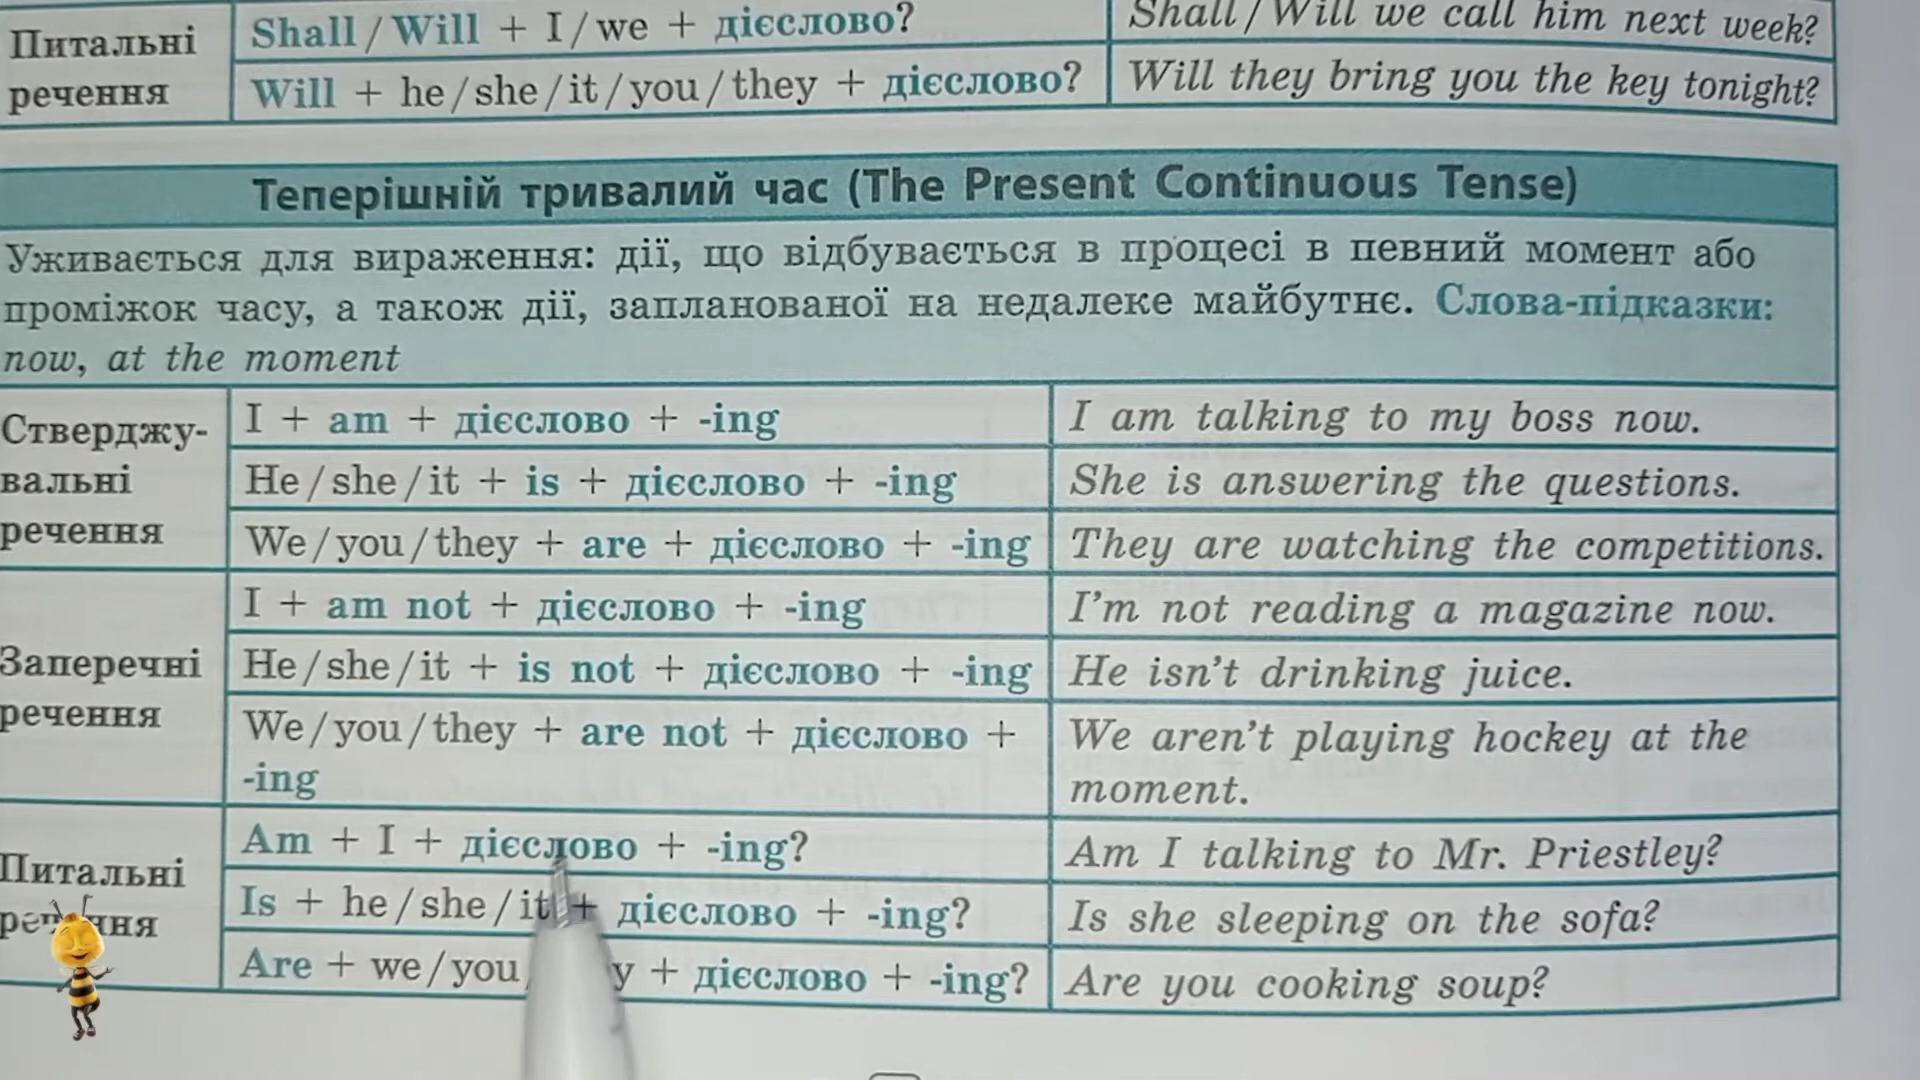 Питальні речення
Shall / Will + I / we + дієслово?
Shall / Will we call him next week?
Will + he / she / it / you / they + дієслово?
Will they bring you the key tonight?
Теперішній тривалий час (The Present Continuous Tense)
Уживається для вираження: дії, що відбувається в процесі в певний момент або
проміжок часу, а також дії, запланованої на недалеке майбутнє. Слова-підказки:
now, at the moment
Стверджу-
вальні
речення
I + am + дієслово + -ing
I am talking to my boss now.
He / she / it + is + дієслово + -ing
She is answering the questions.
We / you / they + are + дієслово + -ing
They are watching the competitions.
Заперечні
речення
I + am not + дієслово + -ing
I'm not reading a magazine now.
He / she / it + is not + дієслово + -ing
He isn't drinking juice.
We / you / they + are not + дієслово +
-ing
We aren't playing hockey at the
moment.
Питальні
Am + I + дієслово + -ing?
Am I talking to Mr. Priestley?
Is + he / she / it + дієслово + -ing?
Is she sleeping on the sofa?
Are + we / you / + дієслово + -ing?
Are you cooking soup?